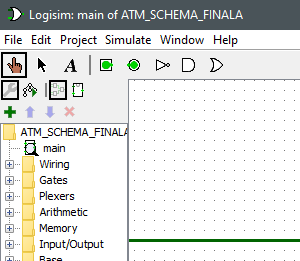 Logisim: main of ATM_SCHEMA_FINALA
File Edit Project Simulate Window Help
A
ATM_SCHEMA_FINALA
main
Wiring
Gates
Plexers
Arithmetic
Memory
Input/Output
Base